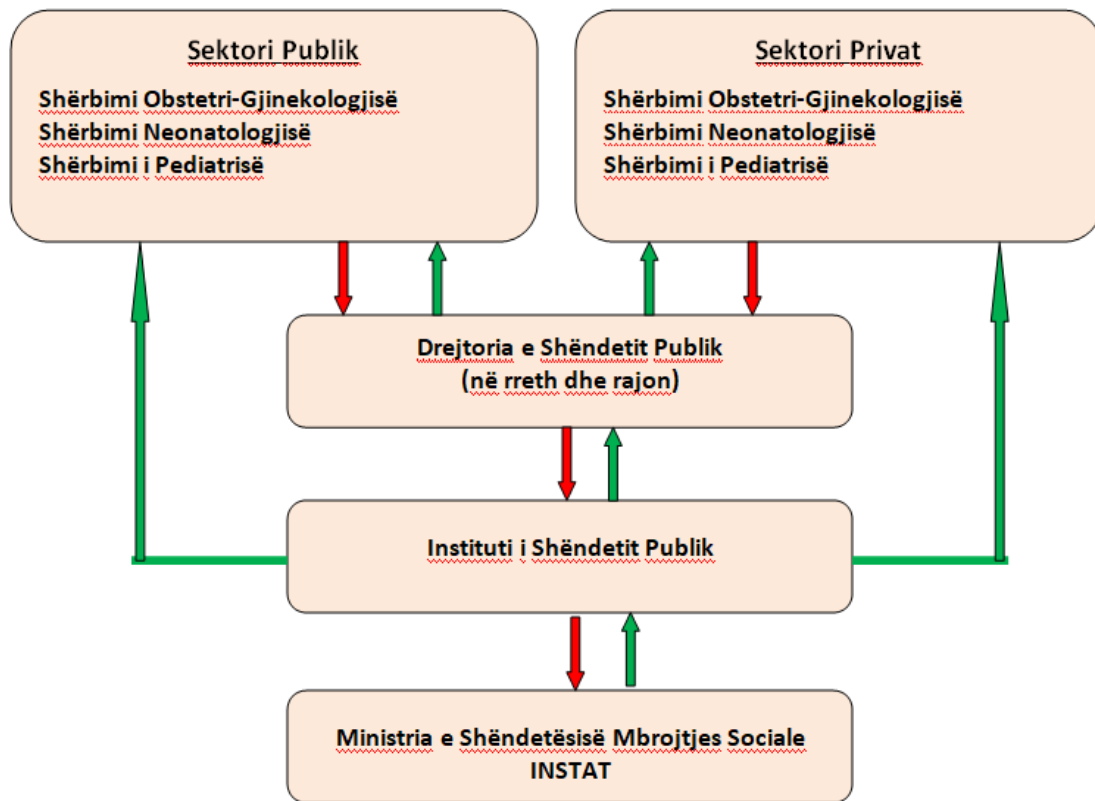 Sektori Publik
Shërbimi Obstetri-Gjinekologjisë
Shërbimi Neonatologjisë
Shërbimi i Pediatrisë
Sektori Privat
Shërbimi Obstetri-Gjinekologjisë
Shërbimi Neonatologjisë
Shërbimi i Pediatrisë
Drejtoria e Shëndetit Publik
(në rreth dhe rajon)
Instituti i Shëndetit Publik
Ministria e Shëndetësisë Mbrojtjes Sociale
INSTAT